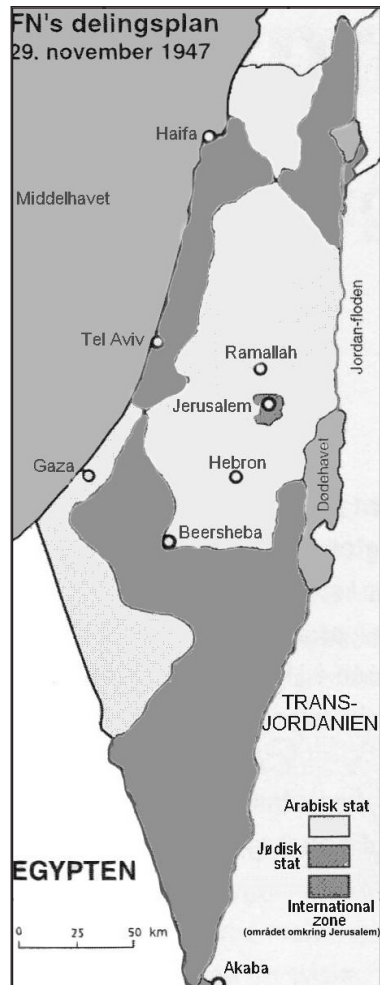 FN's delingsplan
29. november 1947
Haifa
Middelhavet
Tel Aviv
Jordan-floden
Ramallah
Jerusalem
Gaza
Hebron
Dødehavet
Beersheba
TRANS-
JORDANIEN
Arabisk stat
Jødisk
stat
EGYPTEN
International
zone
(området omkring Jerusalem)
0 25 50 km
Akaba